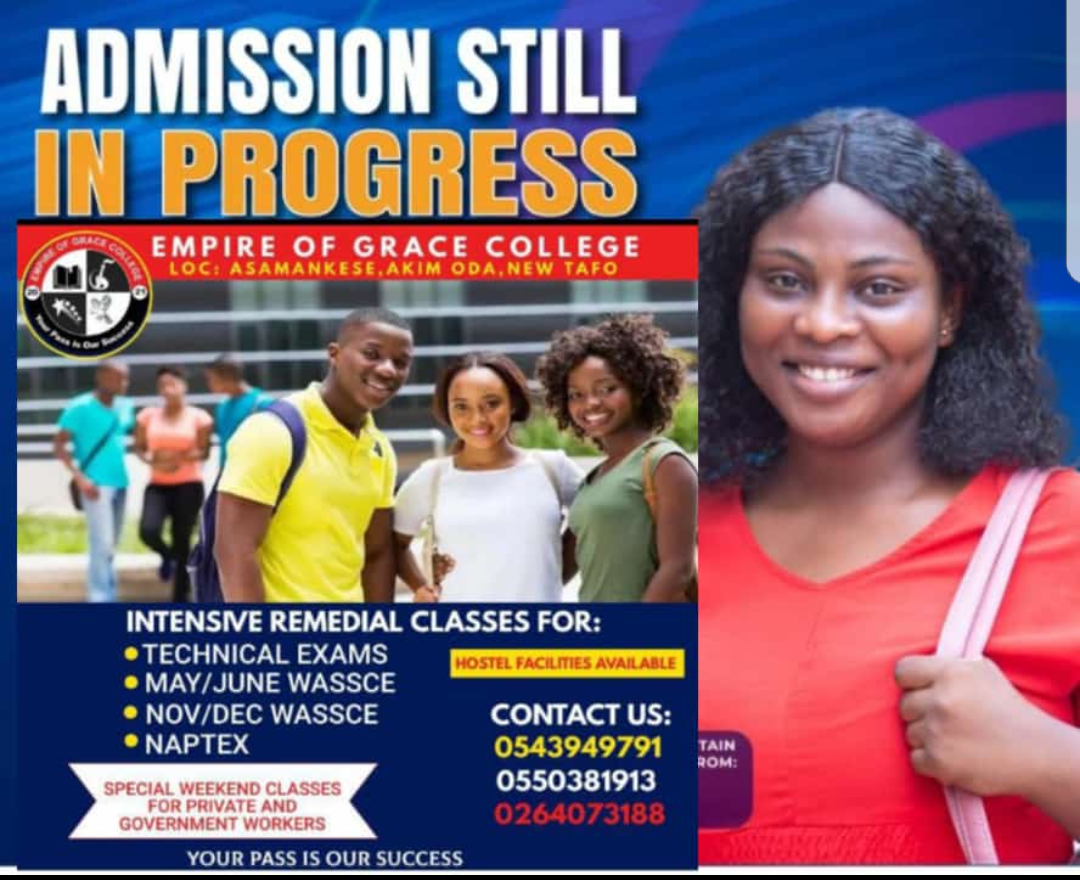 ADMISSION STILL
IN PROGRESS
EMPIRE OF GRACE COLLEGE
LOC: ASAMANKESE,AKIM ODA,NEW TAFO
EMPIRE OF GRACE COLLEGE
20 21
Your Pass Is Our Success
INTENSIVE REMEDIAL CLASSES FOR:
TECHNICAL EXAMS
MAY/JUNE WASSCE
NOV/DEC WASSCE
NAPTEX
HOSTEL FACILITIES AVAILABLE
CONTACT US:
0543949791
0550381913
0264073188
SPECIAL WEEKEND CLASSES
FOR PRIVATE AND
GOVERNMENT WORKERS
YOUR PASS IS OUR SUCCESS
TAIN
ROM: